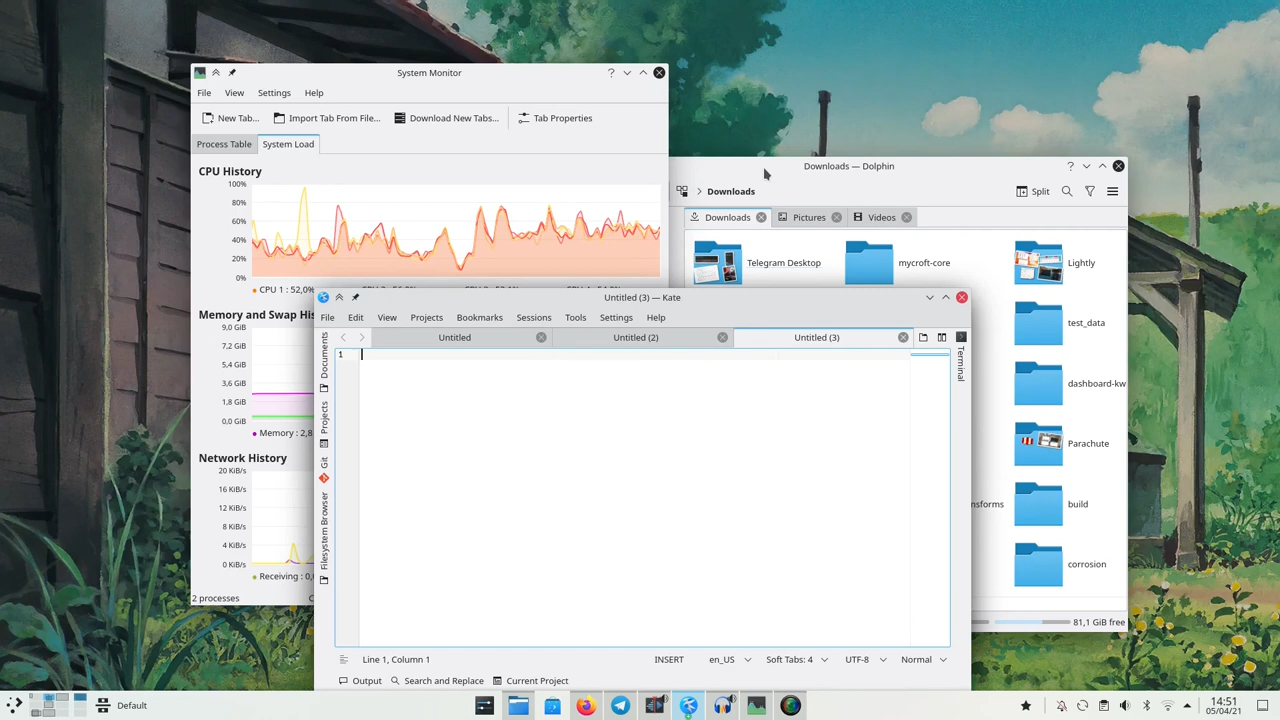 System Monitor
File View Settings Help
New Tab... Import Tab From File... Download New Tabs... Tab Properties
Process Table System Load
CPU History
100%
80%
60%
40%
20%
0%
CPU 1 : 52,0%
Memory and Swap His
9,0 GiB
7,2 GiB
5,4 GiB
3,6 GiB
1,8 GiB
0,0 GiB
Memory : 2,8
Network History
20 KiB/s
16 KiB/s
12 KiB/s
8 KiB/s
4 KiB/s
0 KiB/s
Receiving : 0,
2 processes
Downloads — Dolphin
Downloads
Split
Downloads Pictures Videos
Telegram Desktop mycroft-core Lightly
test_data
dashboard-kw
Parachute
nsforms build
corrosion
81,1 GiB free
Untitled (3) — Kate
File Edit View Projects Bookmarks Sessions Tools Settings Help
Untitled Untitled (2) Untitled (3)
Documents
Projects
Git
Filesystem Browser
1
Terminal
Line 1, Column 1 INSERT en_US Soft Tabs: 4 UTF-8 Normal
Output Search and Replace Current Project
Default
14:51
05/04/21